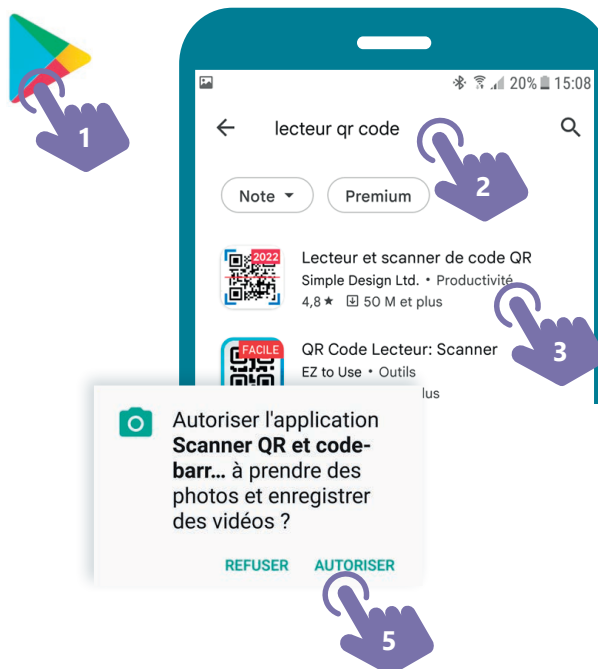 1
20% 15:08
lecteur qr code
2
Note Premium
2022
Lecteur et scanner de code QR
Simple Design Ltd. • Productivité
4,8★ 50 M et plus
3
FACILE
QR Code Lecteur: Scanner
EZ to Use • Outils
lus
Autoriser l'application
Scanner QR et code-
barr... à prendre des
photos et enregistrer
des vidéos ?
REFUSER AUTORISER
5